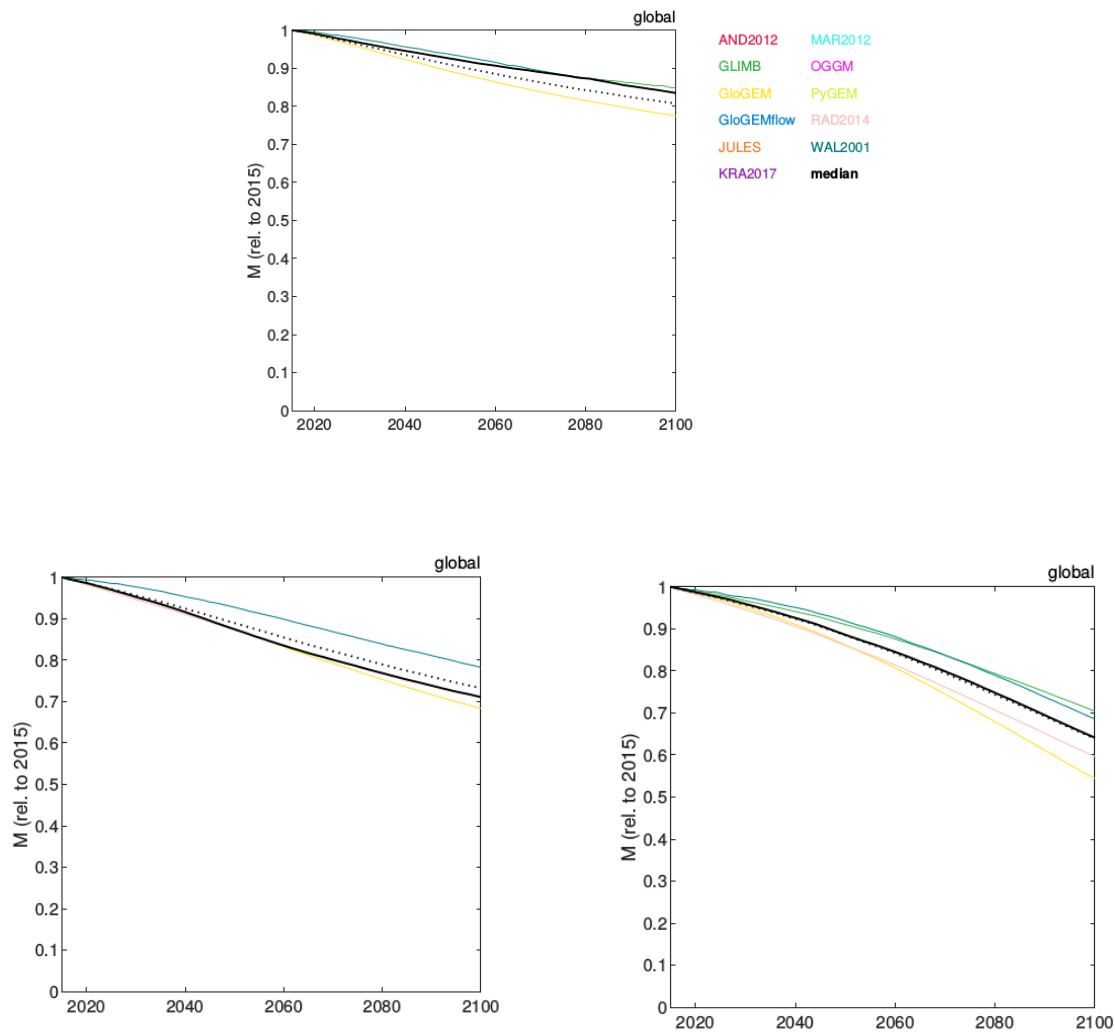 global
AND2012 MAR2012
GLIMB OGGM
GloGEM PyGEM
GloGEMflow RAD2014
JULES WAL2001
KRA2017 median
M (rel. to 2015)
1
0.9
0.8
0.7
0.6
0.5
0.4
0.3
0.2
0.1
0
2020 2040 2060 2080 2100
global
M (rel. to 2015)
1
0.9
0.8
0.7
0.6
0.5
0.4
0.3
0.2
0.1
0
2020 2040 2060 2080 2100
global
M (rel. to 2015)
1
0.9
0.8
0.7
0.6
0.5
0.4
0.3
0.2
0.1
0
2020 2040 2060 2080 2100